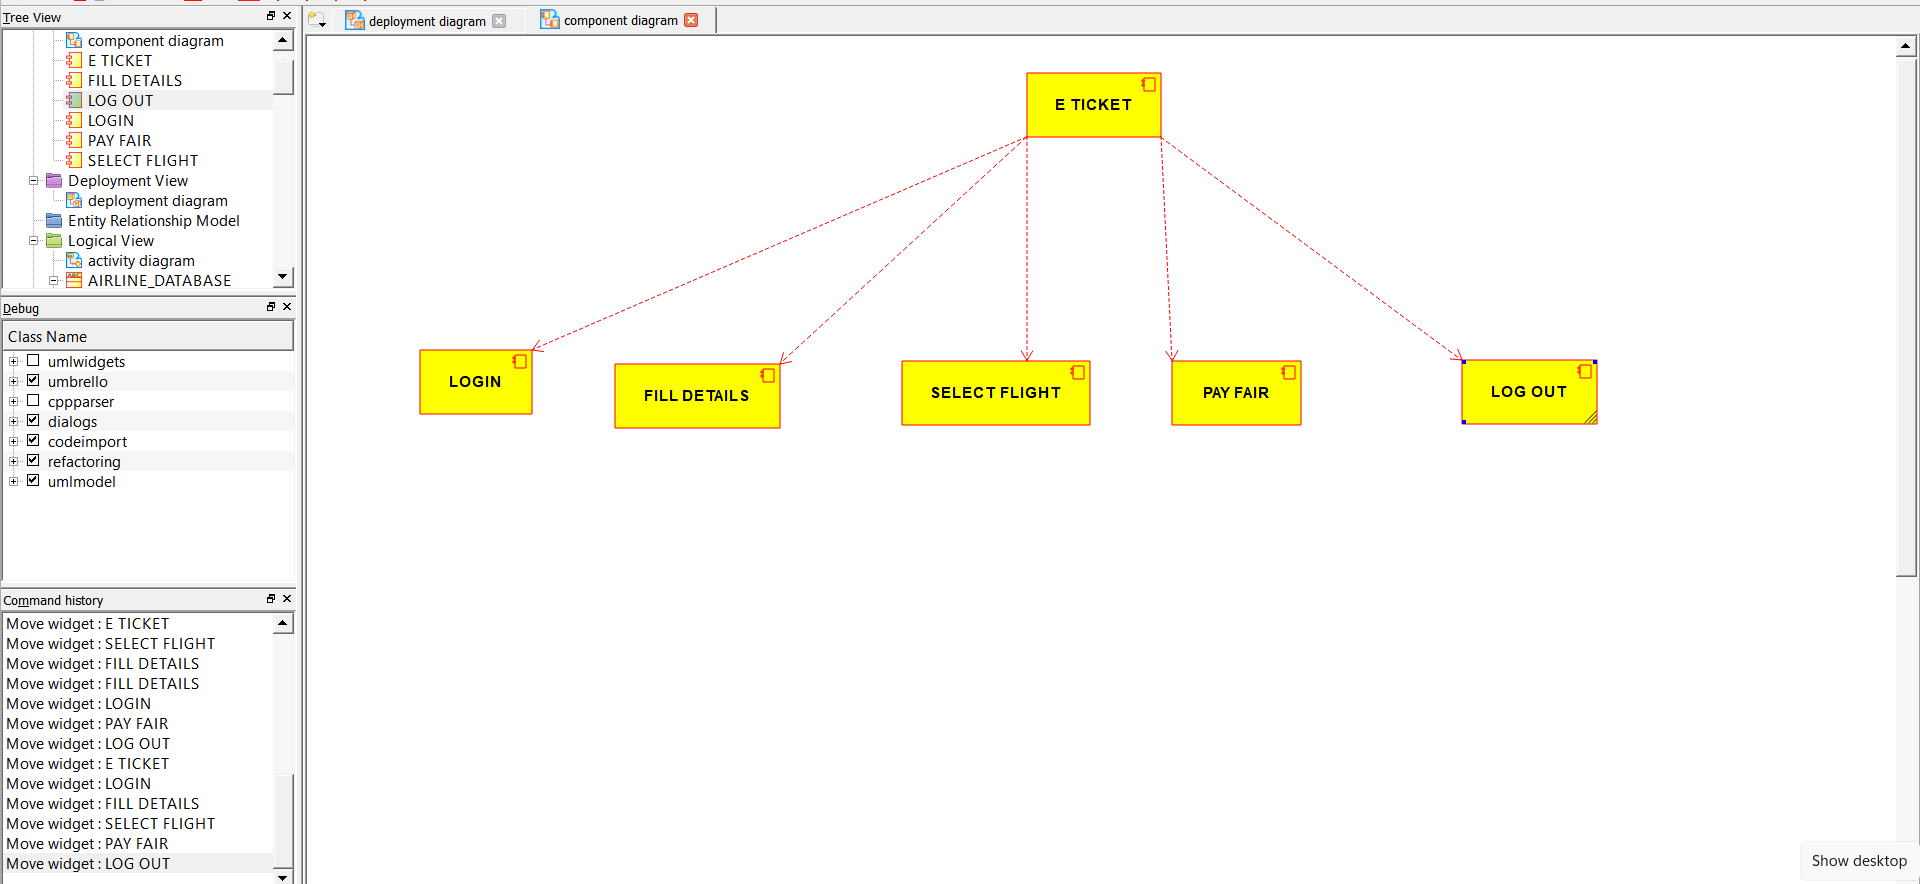 Tree View
component diagram
E TICKET
FILL DETAILS
LOG OUT
LOGIN
PAY FAIR
SELECT FLIGHT
Deployment View
deployment diagram
Entity Relationship Model
Logical View
activity diagram
AIRLINE_DATABASE
Debug
Class Name
umlwidgets
umbrello
cppparser
dialogs
codeimport
refactoring
umlmodel
Command history
Move widget : E TICKET
Move widget : SELECT FLIGHT
Move widget : FILL DETAILS
Move widget : FILL DETAILS
Move widget : LOGIN
Move widget : PAY FAIR
Move widget : LOG OUT
Move widget : E TICKET
Move widget : LOGIN
Move widget : FILL DETAILS
Move widget : SELECT FLIGHT
Move widget : PAY FAIR
Move widget : LOG OUT
deployment diagram
component diagram
E TICKET
LOGIN
FILL DETAILS
SELECT FLIGHT
PAY FAIR
LOG OUT
Show desktop